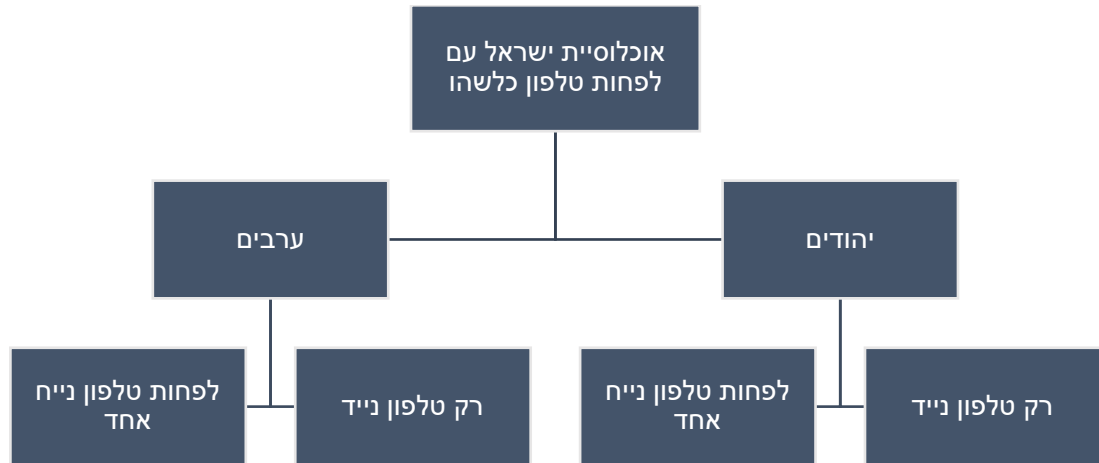 אוכלוסיית ישראל עם
לפחות טלפון כלשהו
יהודים
ערבים
רק טלפון נייד
לפחות טלפון נייח
אחד
רק טלפון נייד
לפחות טלפון נייח
אחד